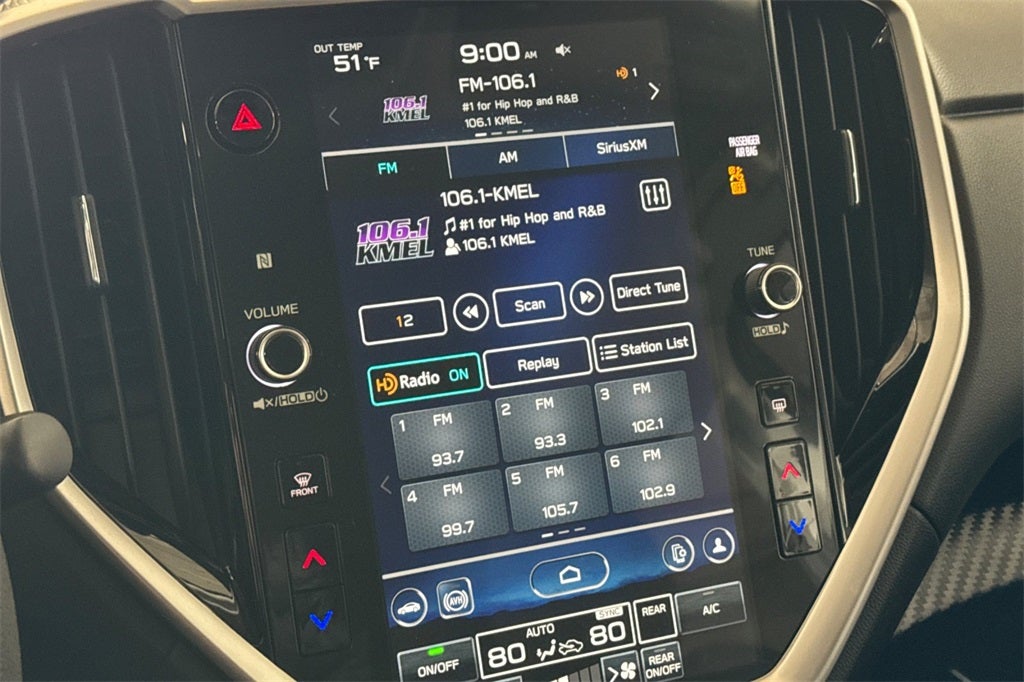 OUT TEMP
51°F
9:00 AM
FM-106.1
HD 1
106.1
KMEL
#1 for Hip Hop and R&B
106.1 KMEL
FM
AM
SiriusXM
PASSENGER
AIR BAG
106.1-KMEL
106.1
KMEL
#1 for Hip Hop and R&B
106.1 KMEL
N
VOLUME
TUNE
12
Scan
Direct Tune
HOLD
HD Radio ON
Replay
Station List
HOLD
1 FM
93.7
2 FM
93.3
3 FM
102.1
4 FM
99.7
5 FM
105.7
6 FM
102.9
FRONT
AVH
ON/OFF
AUTO
SYNC
80
80
REAR
A/C
REAR
ON/OFF